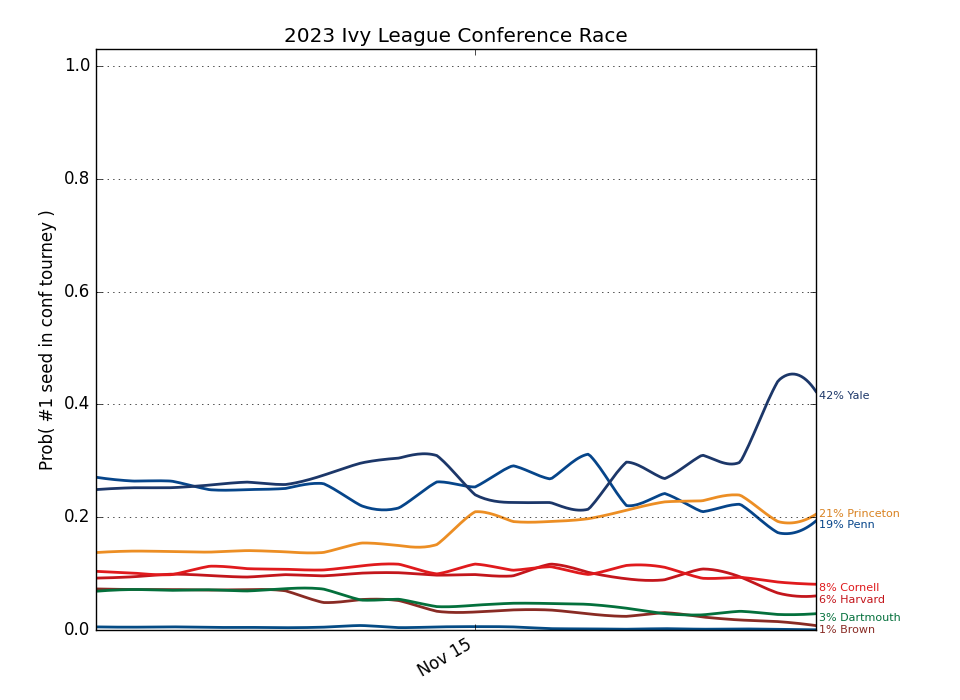 2023 Ivy League Conference Race
Prob( #1 seed in conf tourney )
1.0
0.8
0.6
0.4
0.2
0.0
42% Yale
21% Princeton
19% Penn
8% Cornell
6% Harvard
3% Dartmouth
1% Brown
Nov 15